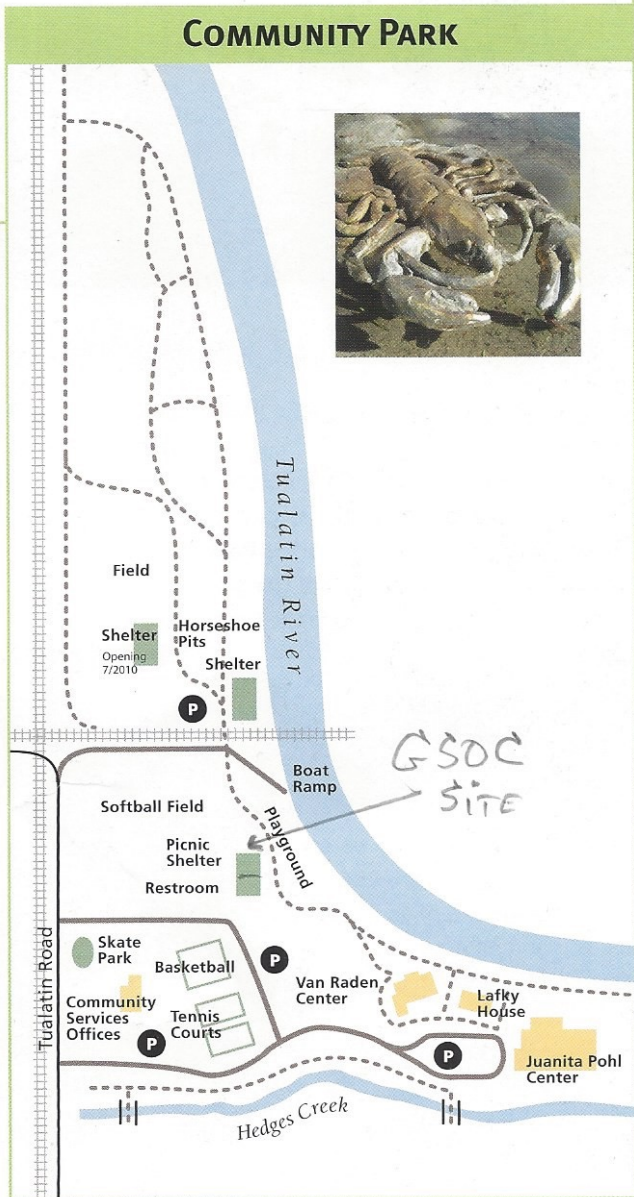 COMMUNITY PARK
Tualatin River
Field
Shelter
Opening
7/2010
Horseshoe
Pits
Shelter
P
Boat
Ramp
GSOC
SITE
Softball Field
Playground
Picnic
Shelter
Restroom
Tualatin Road
Skate
Park
Basketball
P
Van Raden
Center
Lafky
House
Community
Services
Offices
Tennis
Courts
P
P
Juanita Pohl
Center
Hedges Creek